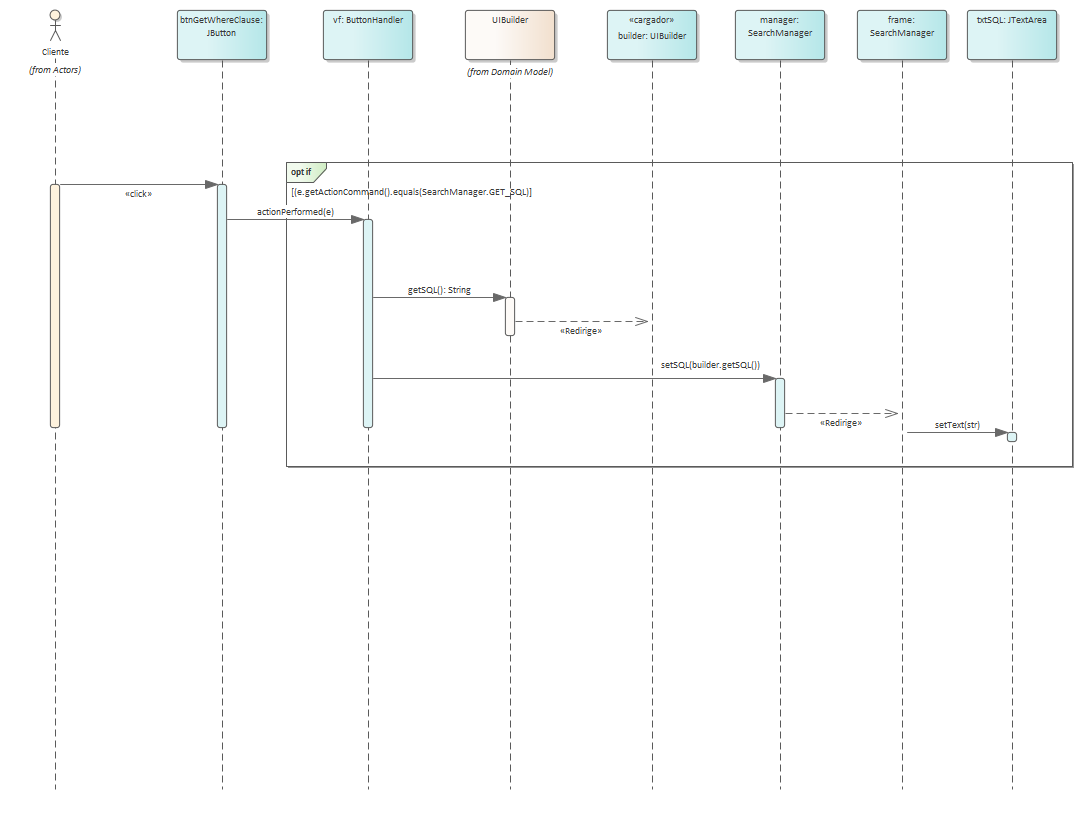 btnGetWhereClause:
JButton
vf: ButtonHandler
UIBuilder
«cargador»
builder: UIBuilder
manager:
SearchManager
frame:
SearchManager
txtSQL: JTextArea
Cliente
(from Actors)
(from Domain Model)
opt if
[(e.getActionCommand().equals(SearchManager.GET_SQL)]
«click»
actionPerformed(e)
getSQL(): String
«Redirige»
setSQL(builder.getSQL())
«Redirige»
setText(str)